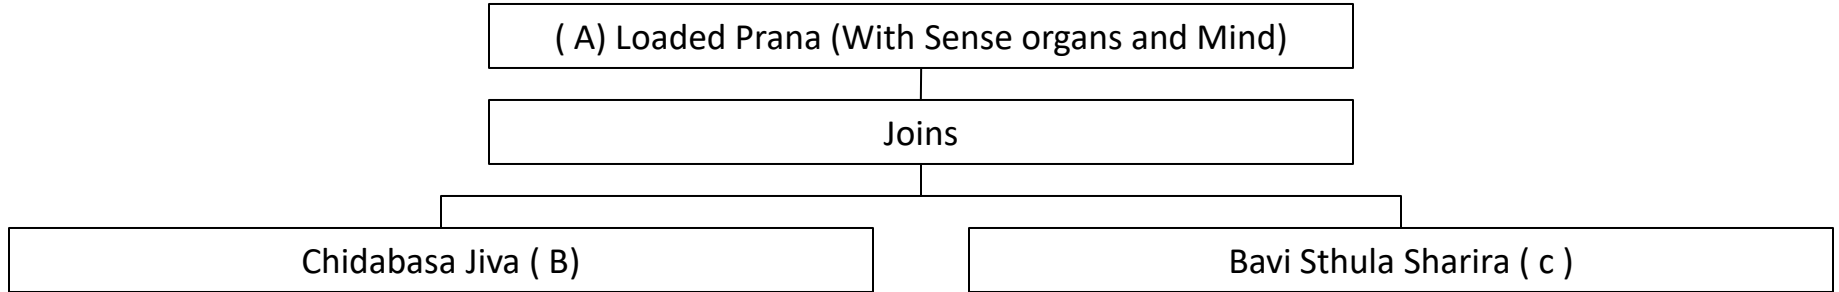 ( A) Loaded Prana (With Sense organs and Mind)
Joins
Chidabasa Jiva ( B)
Bavi Sthula Sharira ( c )